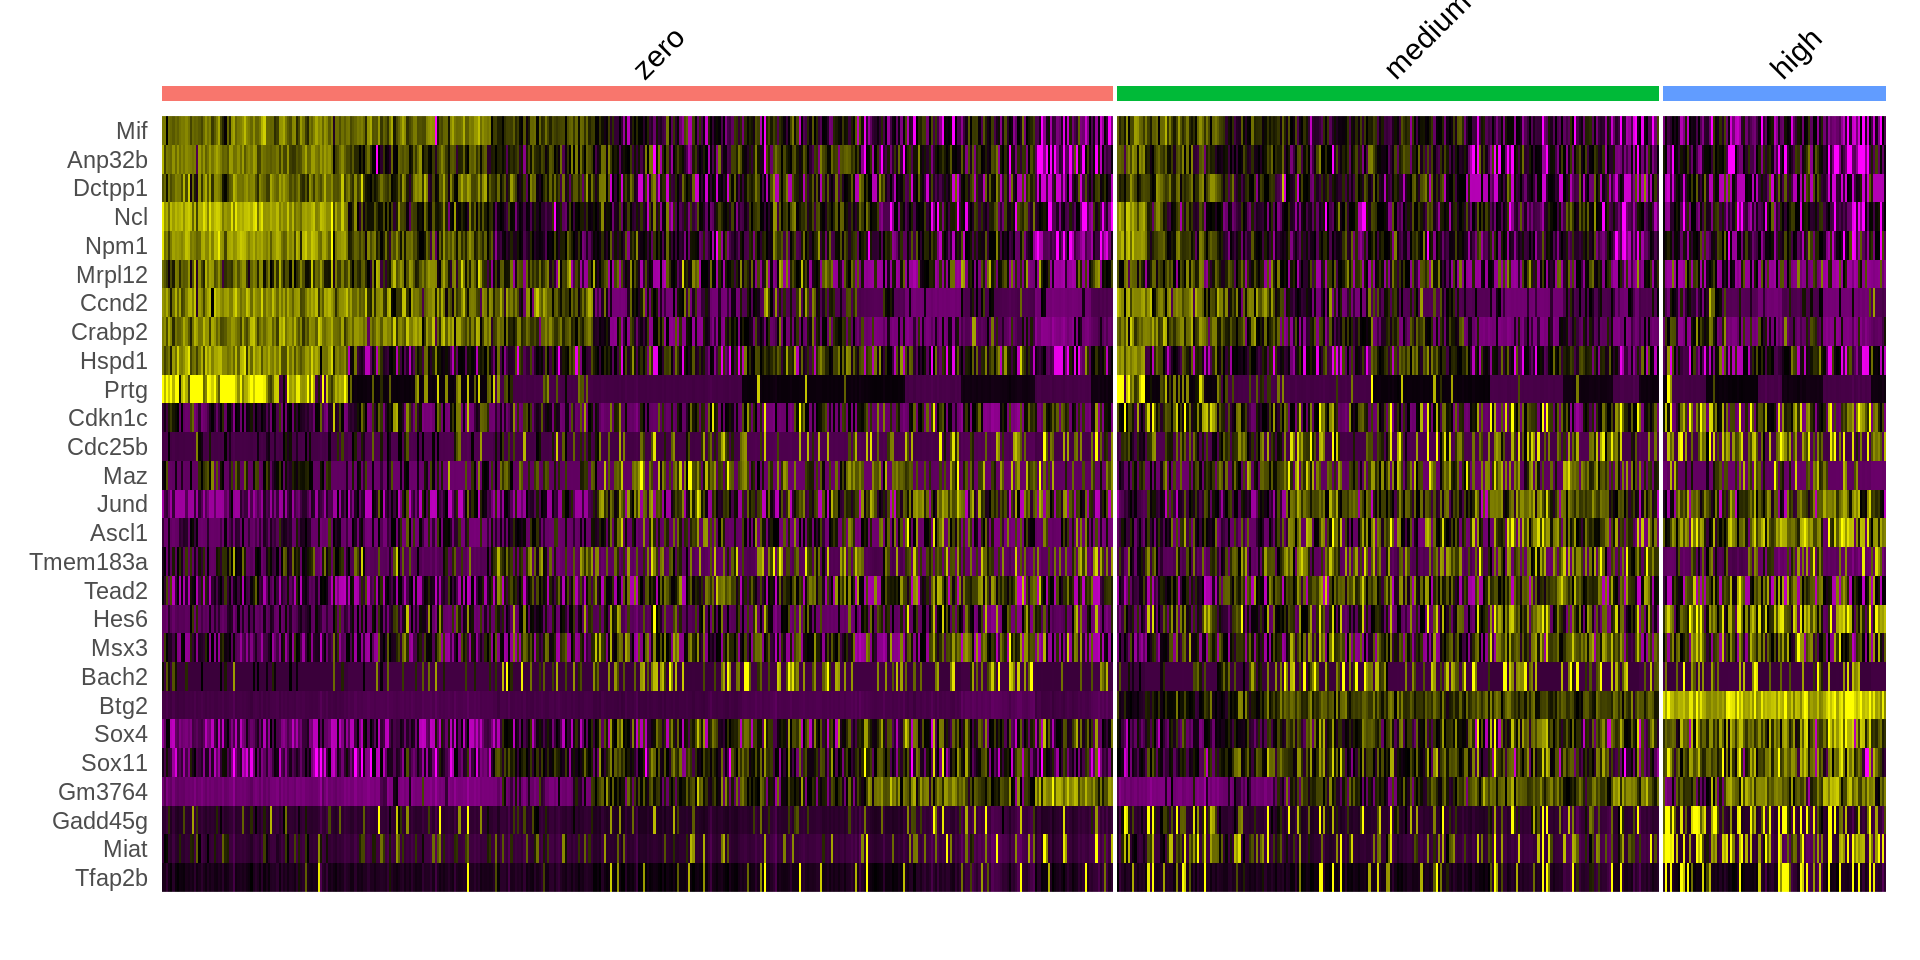 zero
medium
high
Mif
Anp32b
Dctpp1
Ncl
Npm1
Mrpl12
Ccnd2
Crabp2
Hspd1
Prtg
Cdkn1c
Cdc25b
Maz
Jund
Ascl1
Tmem183a
Tead2
Hes6
Msx3
Bach2
Btg2
Sox4
Sox11
Gm3764
Gadd45g
Miat
Tfap2b